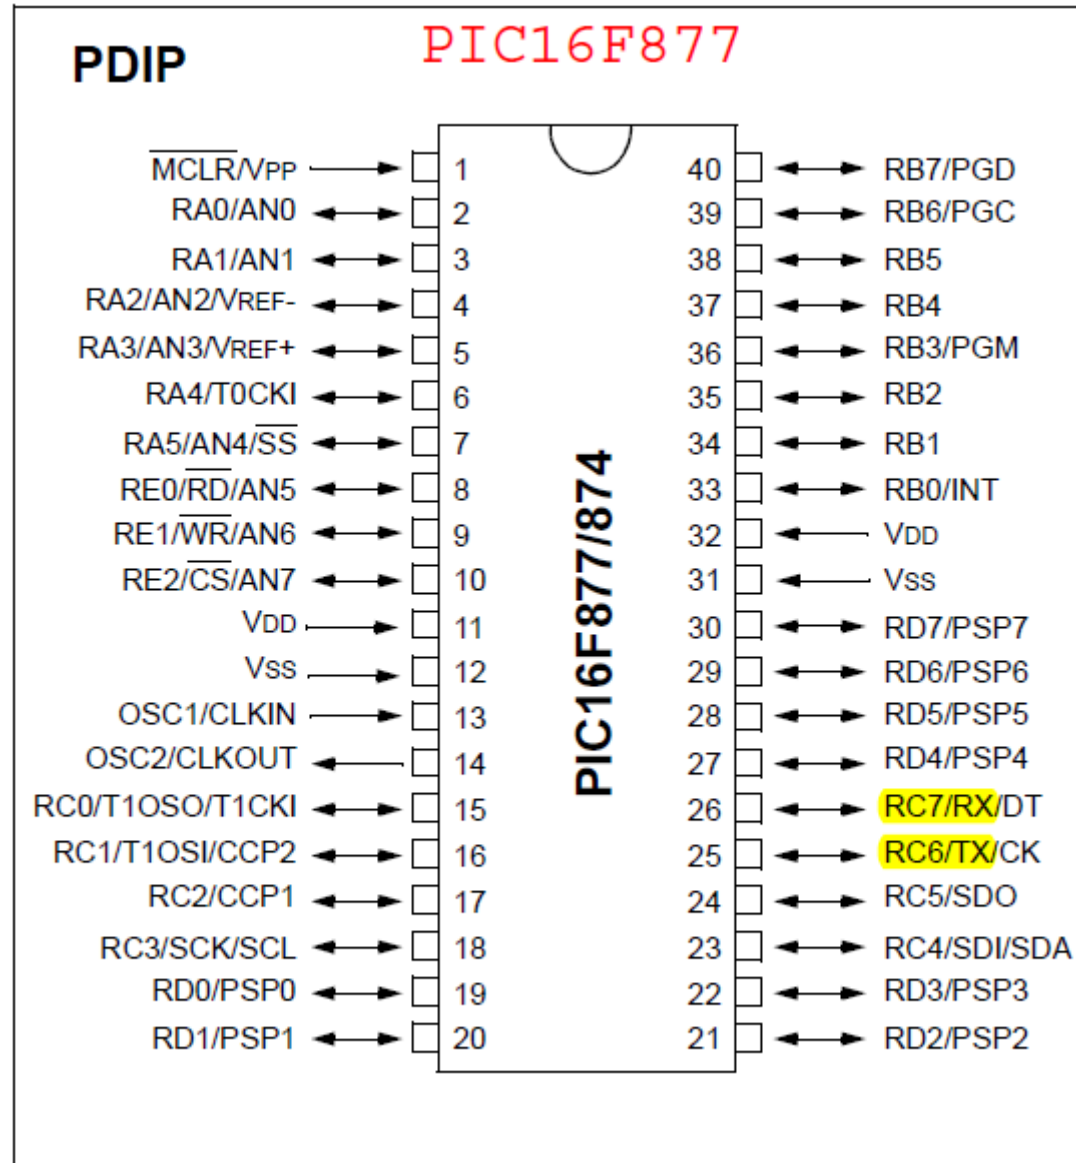 PIC16F877
PDIP
MCLR/VPP 1 40 RB7/PGD
RA0/AN0 2 39 RB6/PGC
RA1/AN1 3 38 RB5
RA2/AN2/VREF- 4 37 RB4
RA3/AN3/VREF+ 5 36 RB3/PGM
RA4/T0CKI 6 35 RB2
RA5/AN4/SS 7 34 RB1
RE0/RD/AN5 8 33 RB0/INT
RE1/WR/AN6 9 32 VDD
RE2/CS/AN7 10 31 VSS
VDD 11 30 RD7/PSP7
VSS 12 29 RD6/PSP6
OSC1/CLKIN 13 28 RD5/PSP5
OSC2/CLKOUT 14 27 RD4/PSP4
RC0/T1OSO/T1CKI 15 26 RC7/RX/DT
RC1/T1OSI/CCP2 16 25 RC6/TX/CK
RC2/CCP1 17 24 RC5/SDO
RC3/SCK/SCL 18 23 RC4/SDI/SDA
RD0/PSP0 19 22 RD3/PSP3
RD1/PSP1 20 21 RD2/PSP2
PIC16F877/874